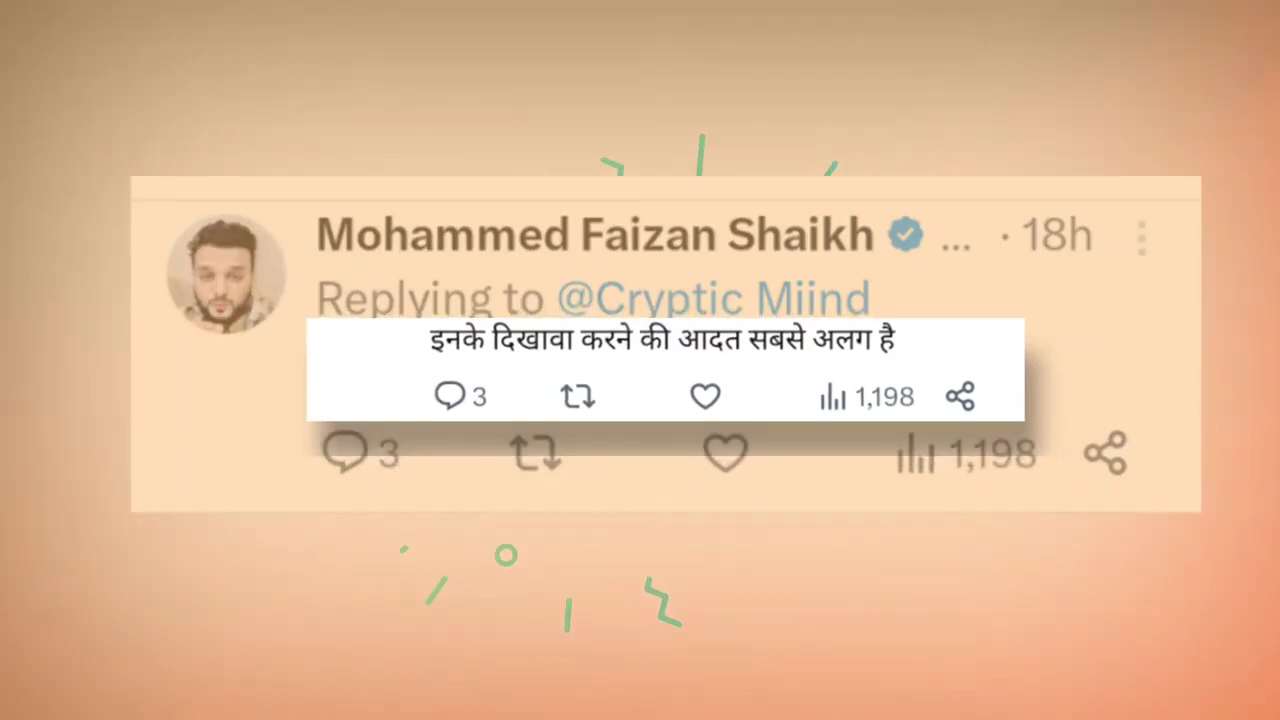 Mohammed Faizan Shaikh ... · 18h
Replying to @Cryptic Miind
इनके दिखावा करने की आदत सबसे अलग है
3 1,198
3 1,198